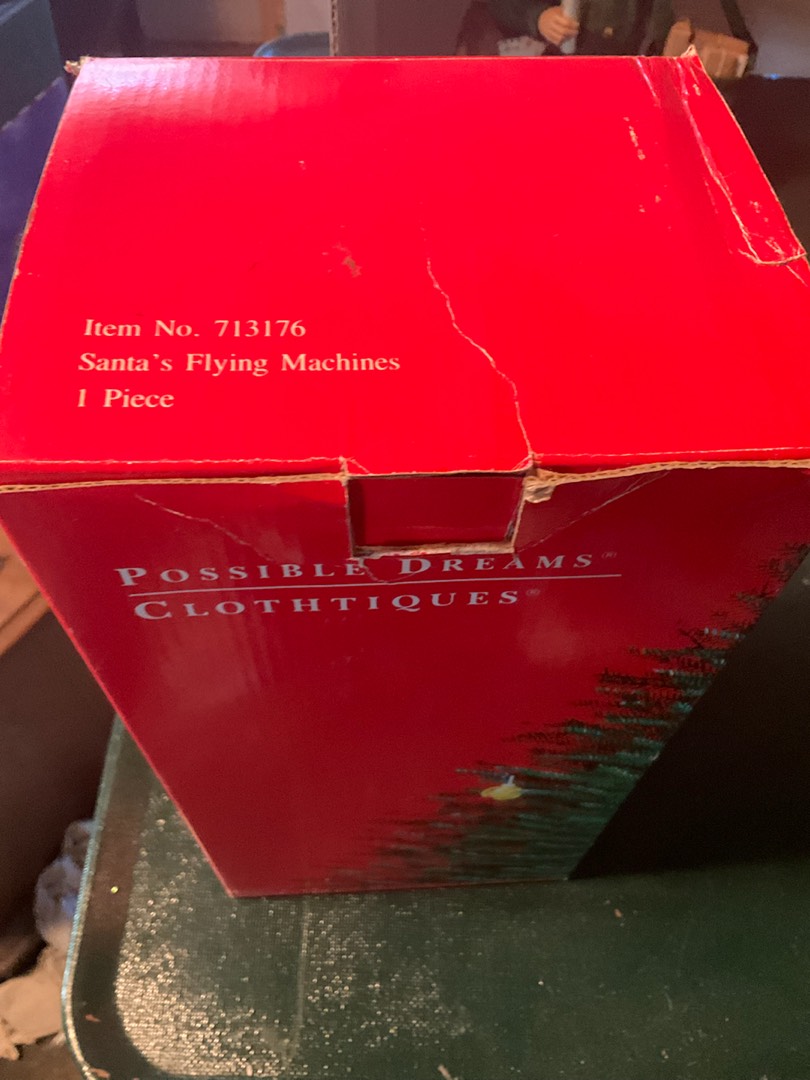 Item No. 713176
Santa's Flying Machines
1 Piece
POSSIBLE DREAMS®
CLOTHTIQUES®